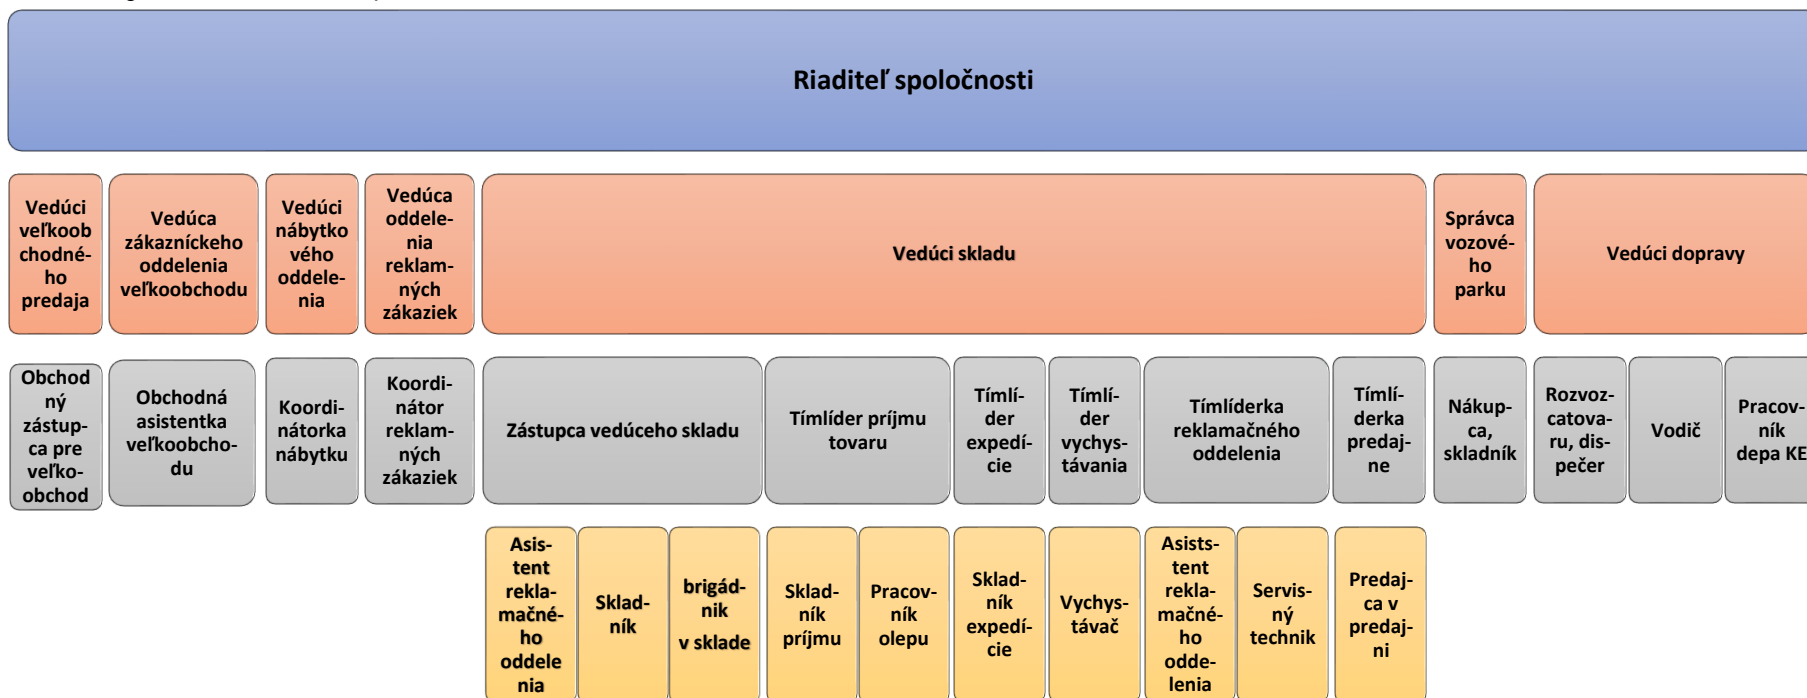 Riaditeľ spoločnosti
Vedúci
veľkoob
chodné-
ho
predaja
Vedúca
zákazníckeho
oddelenia
veľkoobchodu
Vedúci
nábytko
vého
oddele-
nia
Vedúca
oddele-
nia
reklam-
ných
zákaziek
Vedúci skladu
Správca
vozové-
ho
parku
Vedúci dopravy
Obchod
ný
zástup-
ca pre
veľko-
obchod
Obchodná
asistentka
veľkoobcho-
du
Koordi-
nátorka
nábytku
Koordi-
nátor
reklam-
ných
zákaziek
Zástupca vedúceho skladu
Tímlíder príjmu
tovaru
Tímlí-
der
expedí-
cie
Tímlí-
der
vychys-
távania
Tímlíderka
reklamačného
oddelenia
Tímlí-
derka
predaj-
ne
Nákup-
ca,
skladník
Rozvoz-
catova-
ru, dis-
pečer
Vodič
Pracov-
ník
depa KE
Asis-
tent
rekla-
mačné-
ho
oddele
nia
Sklad-
ník
brigád-
nik
v sklade
Sklad-
ník
príjmu
Pracov-
ník
olepu
Sklad-
ník
expedí-
cie
Vychys-
távač
Asists-
tent
rekla-
mačné-
ho
odde-
lenia
Servis-
ný
technik
Predaj-
ca v
predaj-
ni